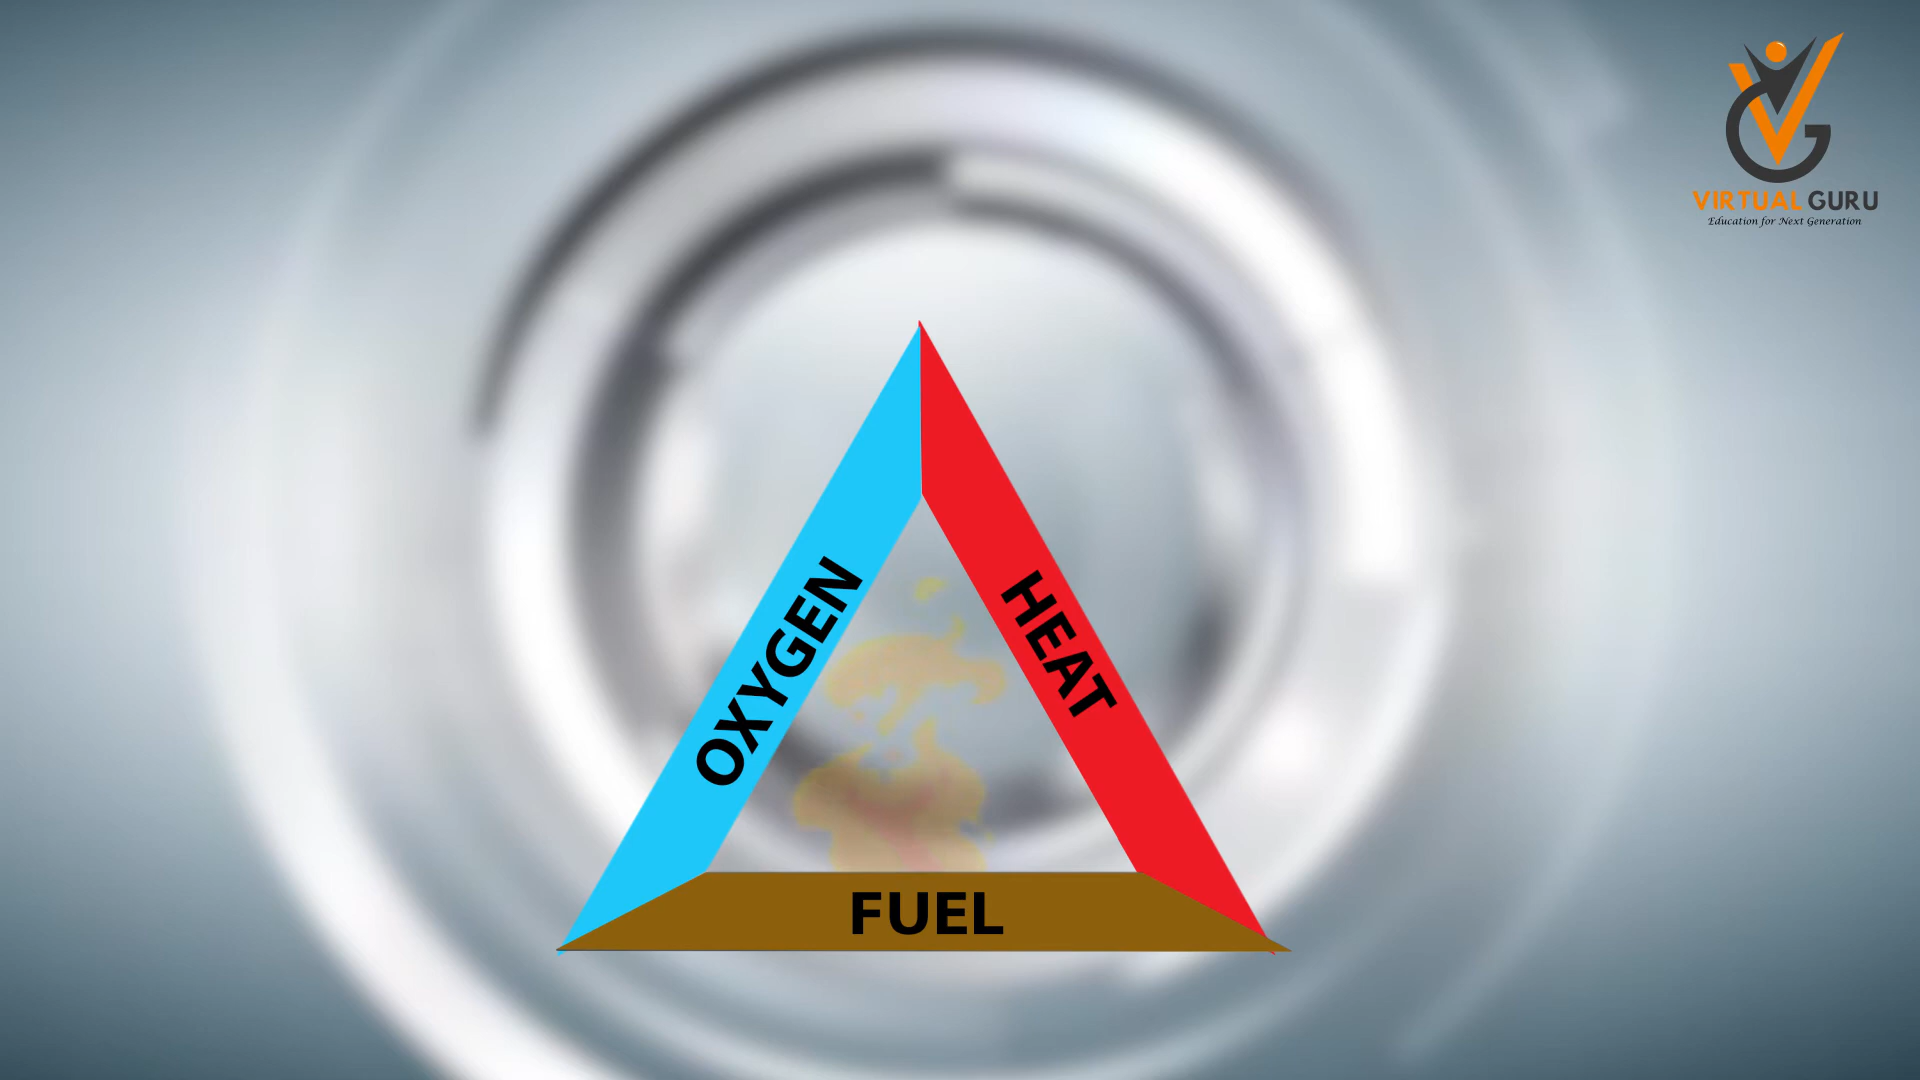 VIRTUAL GURU
Education for Next Generation
OXYGEN
HEAT
FUEL